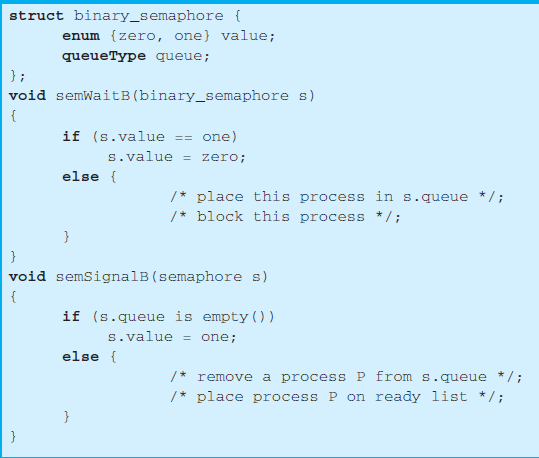 struct binary_semaphore {
enum {zero, one} value;
queueType queue;
};
void semWaitB(binary_semaphore s)
{
if (s.value == one)
s.value = zero;
else {
/* place this process in s.queue */;
/* block this process */;
}
}
void semSignalB(semaphore s)
{
if (s.queue is empty())
s.value = one;
else {
/* remove a process P from s.queue */;
/* place process P on ready list */;
}
}